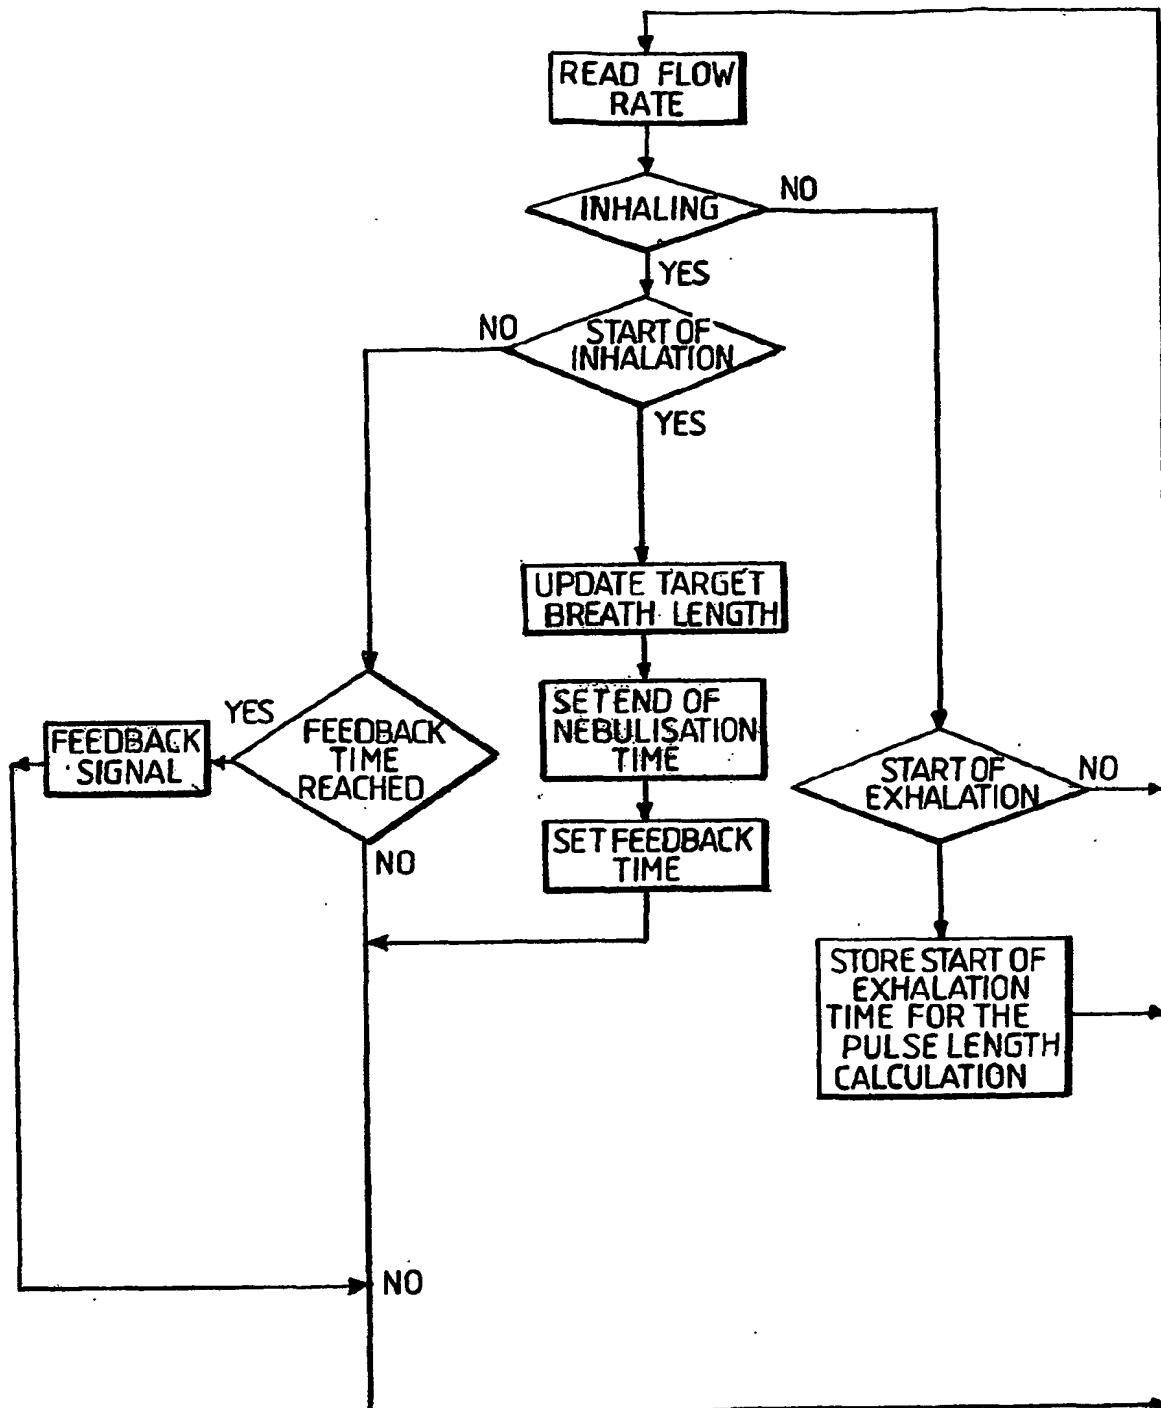 READ FLOW
RATE
INHALING
NO
YES
START OF
INHALATION
NO
YES
UPDATE TARGET
BREATH LENGTH
SET END OF
NEBULISATION
TIME
SET FEEDBACK
TIME
FEEDBACK
TIME
REACHED
YES
FEEDBACK
SIGNAL
NO
START OF
EXHALATION
NO
STORE START OF
EXHALATION
TIME FOR THE
PULSE LENGTH
CALCULATION
NO